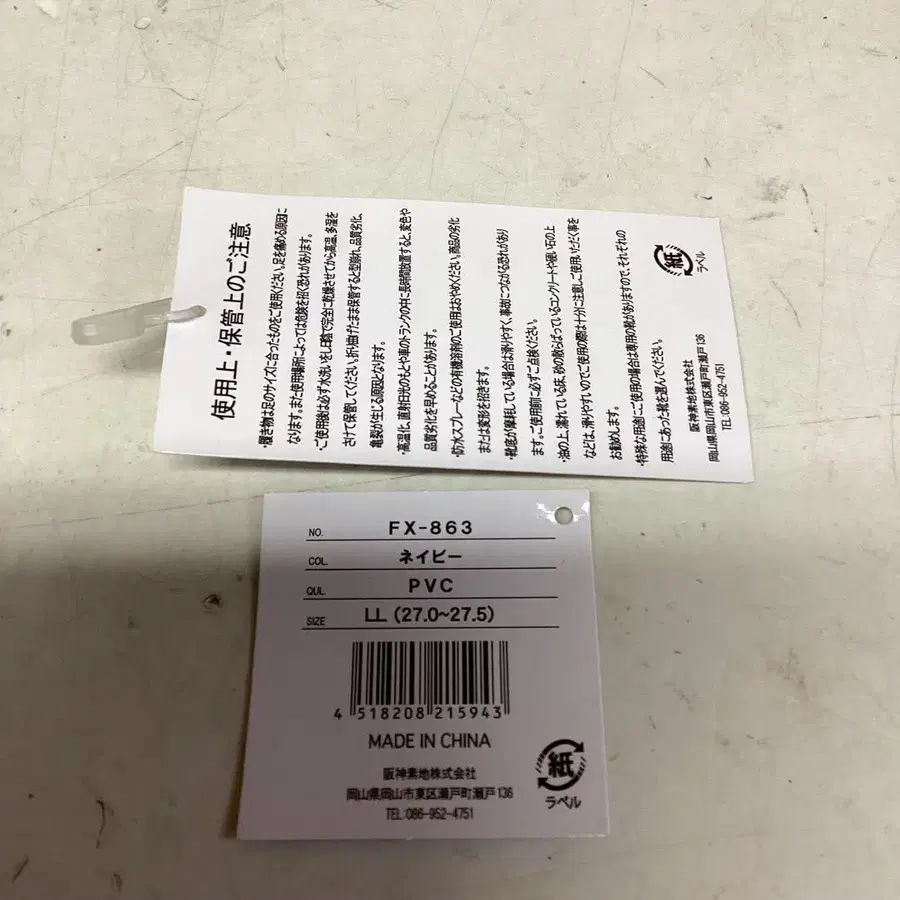 使用上・保管上のご注意
・履き物は足のサイズに合ったものをご使用ください。足を痛める原因に
なります。また使用場所によっては危険を招く恐れがあります。
・ご使用後は必ず水洗いをし日陰で完全に乾燥させてから高温、多湿を
さけて保管してください。折り曲げたまま保管すると型崩れ、品質劣化、
亀裂が生じる原因となります。
・高温化、直射日光のもとや車のトランクの中に長時間放置すると、変色や
品質劣化を早めることがあります。
・防水スプレーなどの有機溶剤のご使用はおやめください。商品の劣化
または変形を招きます。
・靴底が摩耗している場合は滑りやすく、事故につながる恐れがあり
ます。ご使用前に必ずご点検ください。
・油の上、濡れている床、砂の散らばっているコンクリートや硬い石の上
などは、滑りやすいのでご使用の際は十分に注意しご使用いただく事を
お勧めします。
・特殊な用途にご使用の場合は専用の靴がありますので、それぞれの
用途にあった靴を選んでください。
阪神素地株式会社
岡山県岡山市東区瀬戸町瀬戸136
TEL:086-952-4751
紙
ラベル
NO. FX-863
COL. ネイビー
QUL. PVC
SIZE LL (27.0~27.5)
4 518208 215943
MADE IN CHINA
阪神素地株式会社
岡山県岡山市東区瀬戸町瀬戸136
TEL:086-952-4751
紙
ラベル